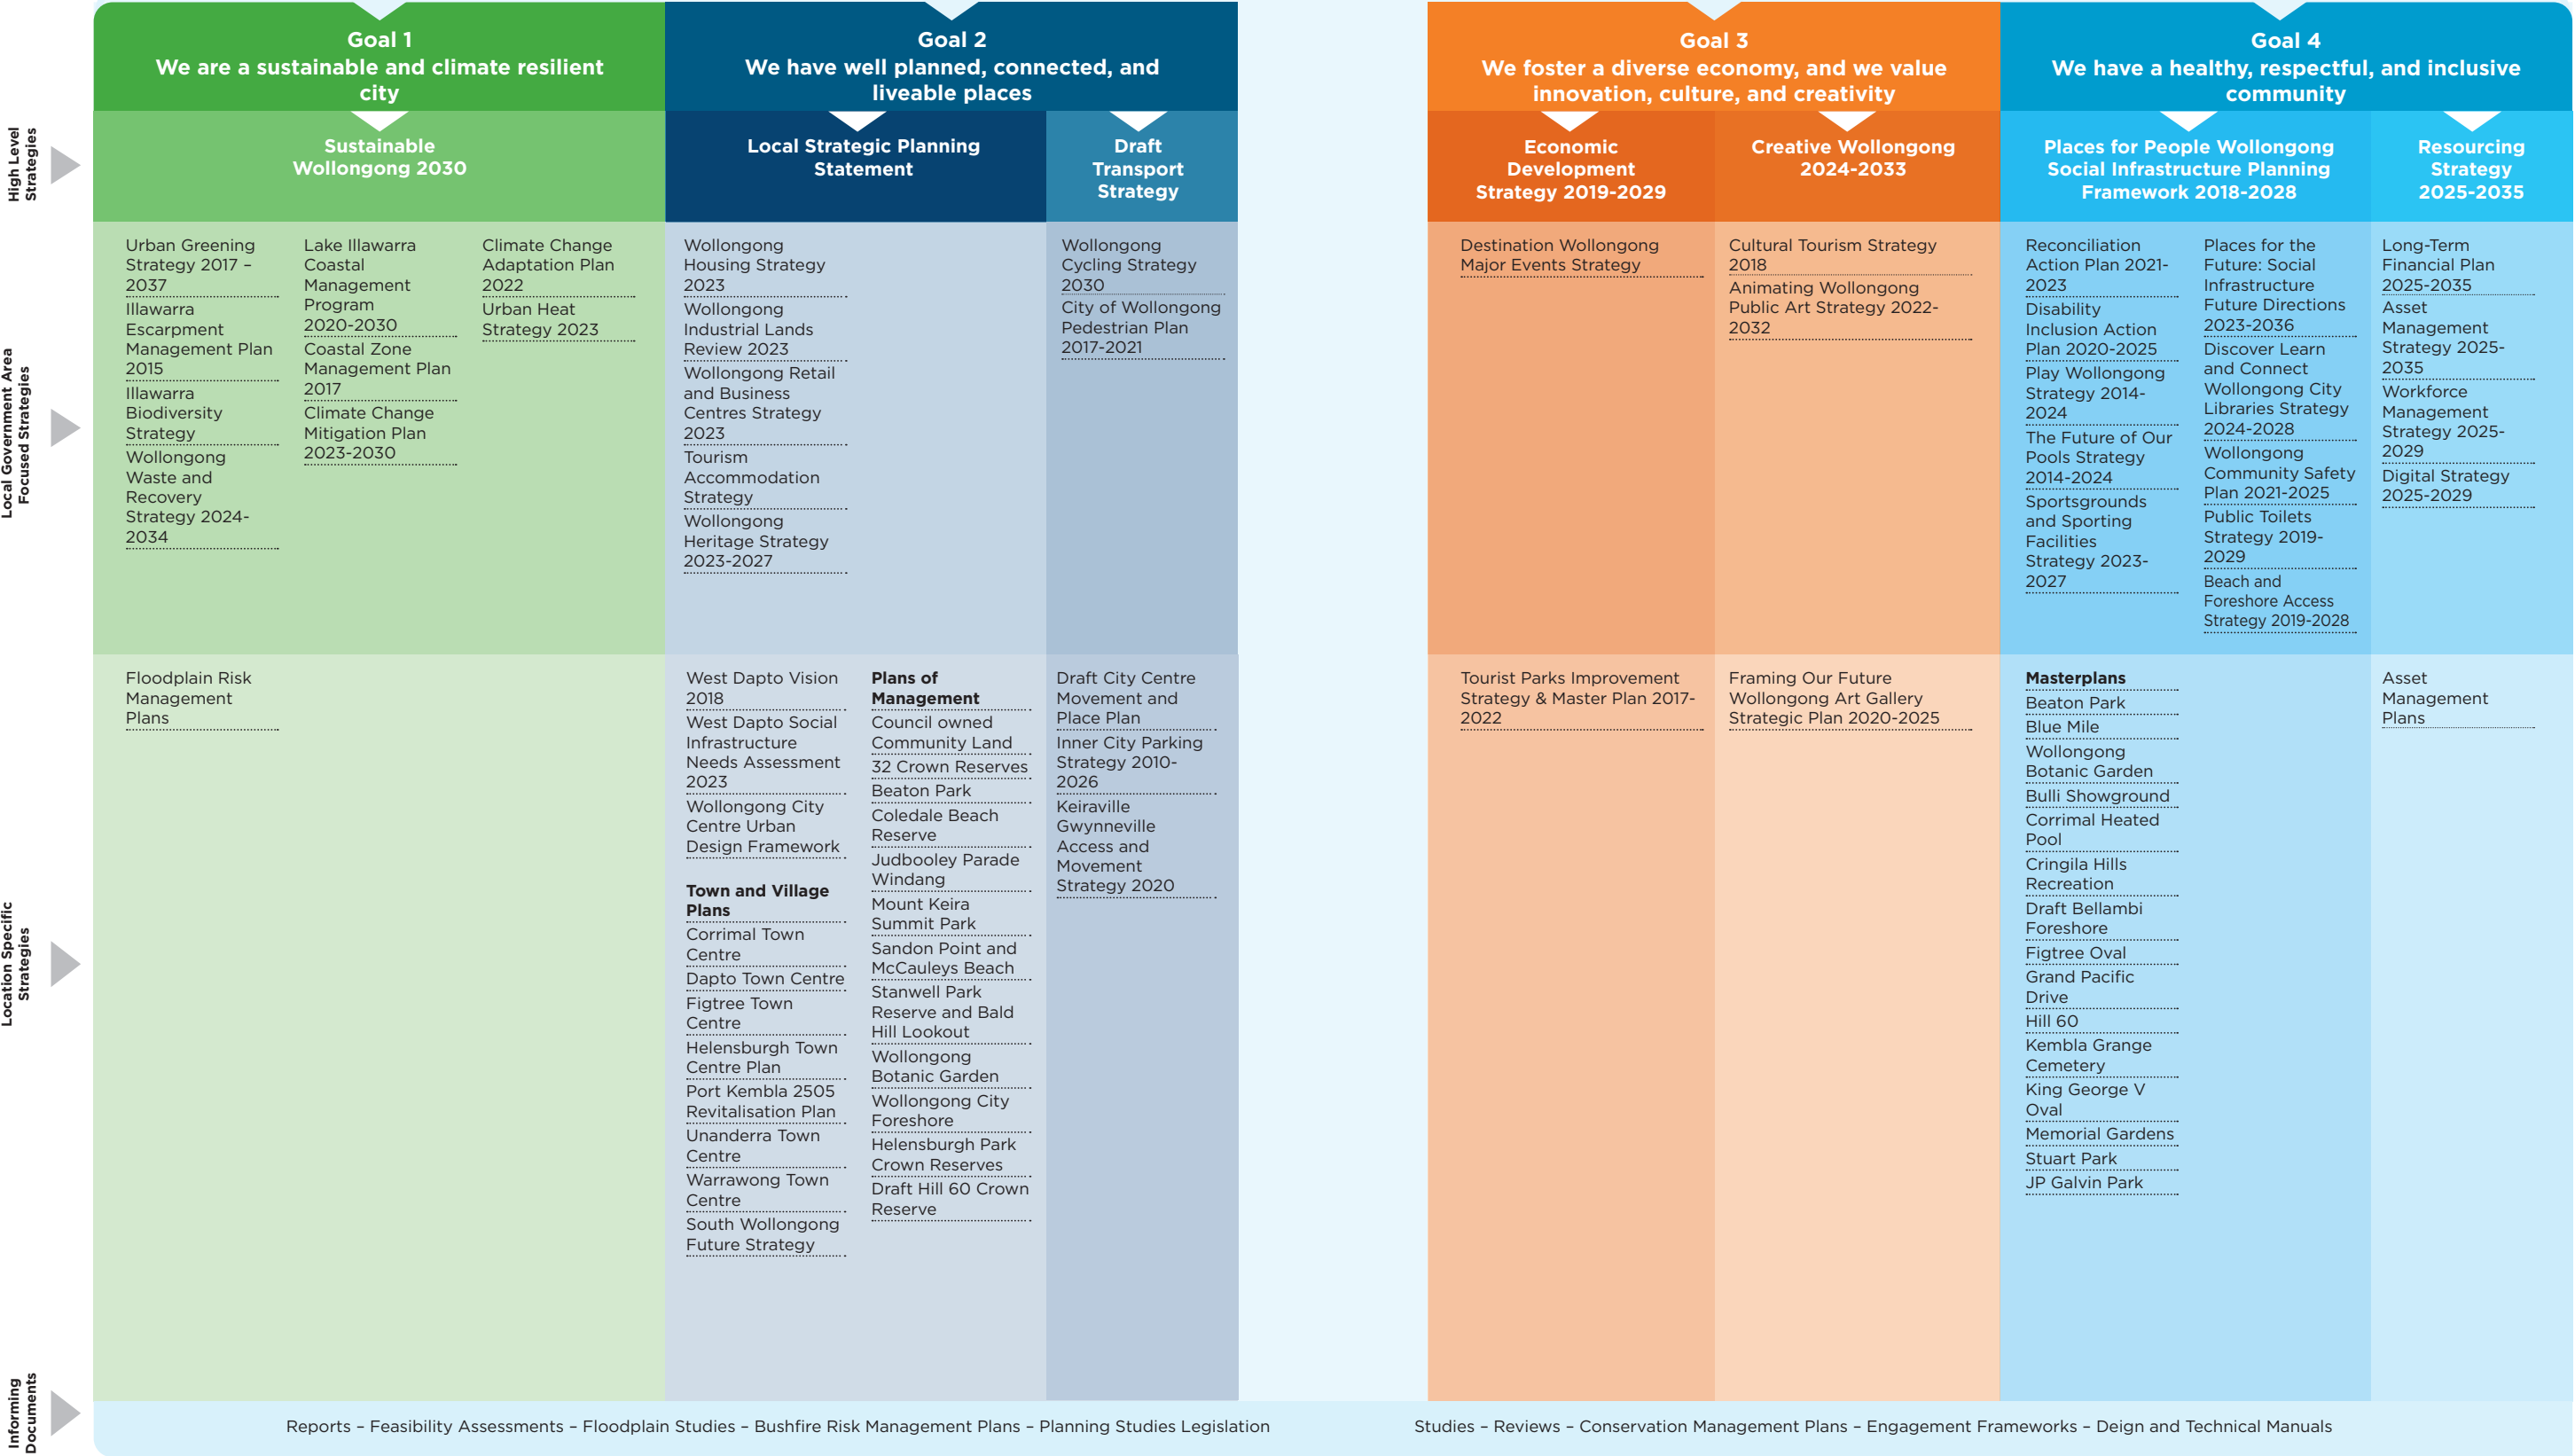 Goal 1
We are a sustainable and climate resilient
city
Goal 2
We have well planned, connected, and
liveable places
Goal 3
We foster a diverse economy, and we value
innovation, culture, and creativity
Goal 4
We have a healthy, respectful, and inclusive
community
High Level
Strategies
Sustainable
Wollongong 2030
Local Strategic Planning
Statement
Draft
Transport
Strategy
Economic
Development
Strategy 2019-2029
Creative Wollongong
2024-2033
Places for People Wollongong
Social Infrastructure Planning
Framework 2018-2028
Resourcing
Strategy
2025-2035
Local Government Area
Focused Strategies
Urban Greening
Strategy 2017 –
2037
Illawarra
Escarpment
Management Plan
2015
Illawarra
Biodiversity
Strategy
Wollongong
Waste and
Recovery
Strategy 2024-
2034
Lake Illawarra
Coastal
Management
Program
2020-2030
Coastal Zone
Management Plan
2017
Climate Change
Mitigation Plan
2023-2030
Climate Change
Adaptation Plan
2022
Urban Heat
Strategy 2023
Wollongong
Housing Strategy
2023
Wollongong
Industrial Lands
Review 2023
Wollongong Retail
and Business
Centres Strategy
2023
Tourism
Accommodation
Strategy
Wollongong
Heritage Strategy
2023-2027
Wollongong
Cycling Strategy
2030
City of Wollongong
Pedestrian Plan
2017-2021
Destination Wollongong
Major Events Strategy
Cultural Tourism Strategy
2018
Animating Wollongong
Public Art Strategy 2022-
2032
Reconciliation
Action Plan 2021-
2023
Disability
Inclusion Action
Plan 2020-2025
Play Wollongong
Strategy 2014-
2024
The Future of Our
Pools Strategy
2014-2024
Sportsgrounds
and Sporting
Facilities
Strategy 2023-
2027
Places for the
Future: Social
Infrastructure
Future Directions
2023-2036
Discover Learn
and Connect
Wollongong City
Libraries Strategy
2024-2028
Wollongong
Community Safety
Plan 2021-2025
Public Toilets
Strategy 2019-
2029
Beach and
Foreshore Access
Strategy 2019-2028
Long-Term
Financial Plan
2025-2035
Asset
Management
Strategy 2025-
2035
Workforce
Management
Strategy 2025-
2029
Digital Strategy
2025-2029
Location Specific
Strategies
Floodplain Risk
Management
Plans
West Dapto Vision
2018
West Dapto Social
Infrastructure
Needs Assessment
2023
Wollongong City
Centre Urban
Design Framework
Town and Village
Plans
Corrimal Town
Centre
Dapto Town Centre
Figtree Town
Centre
Helensburgh Town
Centre Plan
Port Kembla 2505
Revitalisation Plan
Unanderra Town
Centre
Warrawong Town
Centre
South Wollongong
Future Strategy
Plans of
Management
Council owned
Community Land
32 Crown Reserves
Beaton Park
Coledale Beach
Reserve
Judbooley Parade
Windang
Mount Keira
Summit Park
Sandon Point and
McCauleys Beach
Stanwell Park
Reserve and Bald
Hill Lookout
Wollongong
Botanic Garden
Wollongong City
Foreshore
Helensburgh Park
Crown Reserves
Draft Hill 60 Crown
Reserve
Draft City Centre
Movement and
Place Plan
Inner City Parking
Strategy 2010-
2026
Keiraville
Gwynneville
Access and
Movement
Strategy 2020
Tourist Parks Improvement
Strategy & Master Plan 2017-
2022
Framing Our Future
Wollongong Art Gallery
Strategic Plan 2020-2025
Masterplans
Beaton Park
Blue Mile
Wollongong
Botanic Garden
Bulli Showground
Corrimal Heated
Pool
Cringila Hills
Recreation
Draft Bellambi
Foreshore
Figtree Oval
Grand Pacific
Drive
Hill 60
Kembla Grange
Cemetery
King George V
Oval
Memorial Gardens
Stuart Park
JP Galvin Park
Asset
Management
Plans
Informing
Documents
Reports – Feasibility Assessments – Floodplain Studies – Bushfire Risk Management Plans – Planning Studies Legislation
Studies – Reviews – Conservation Management Plans – Engagement Frameworks – Deign and Technical Manuals